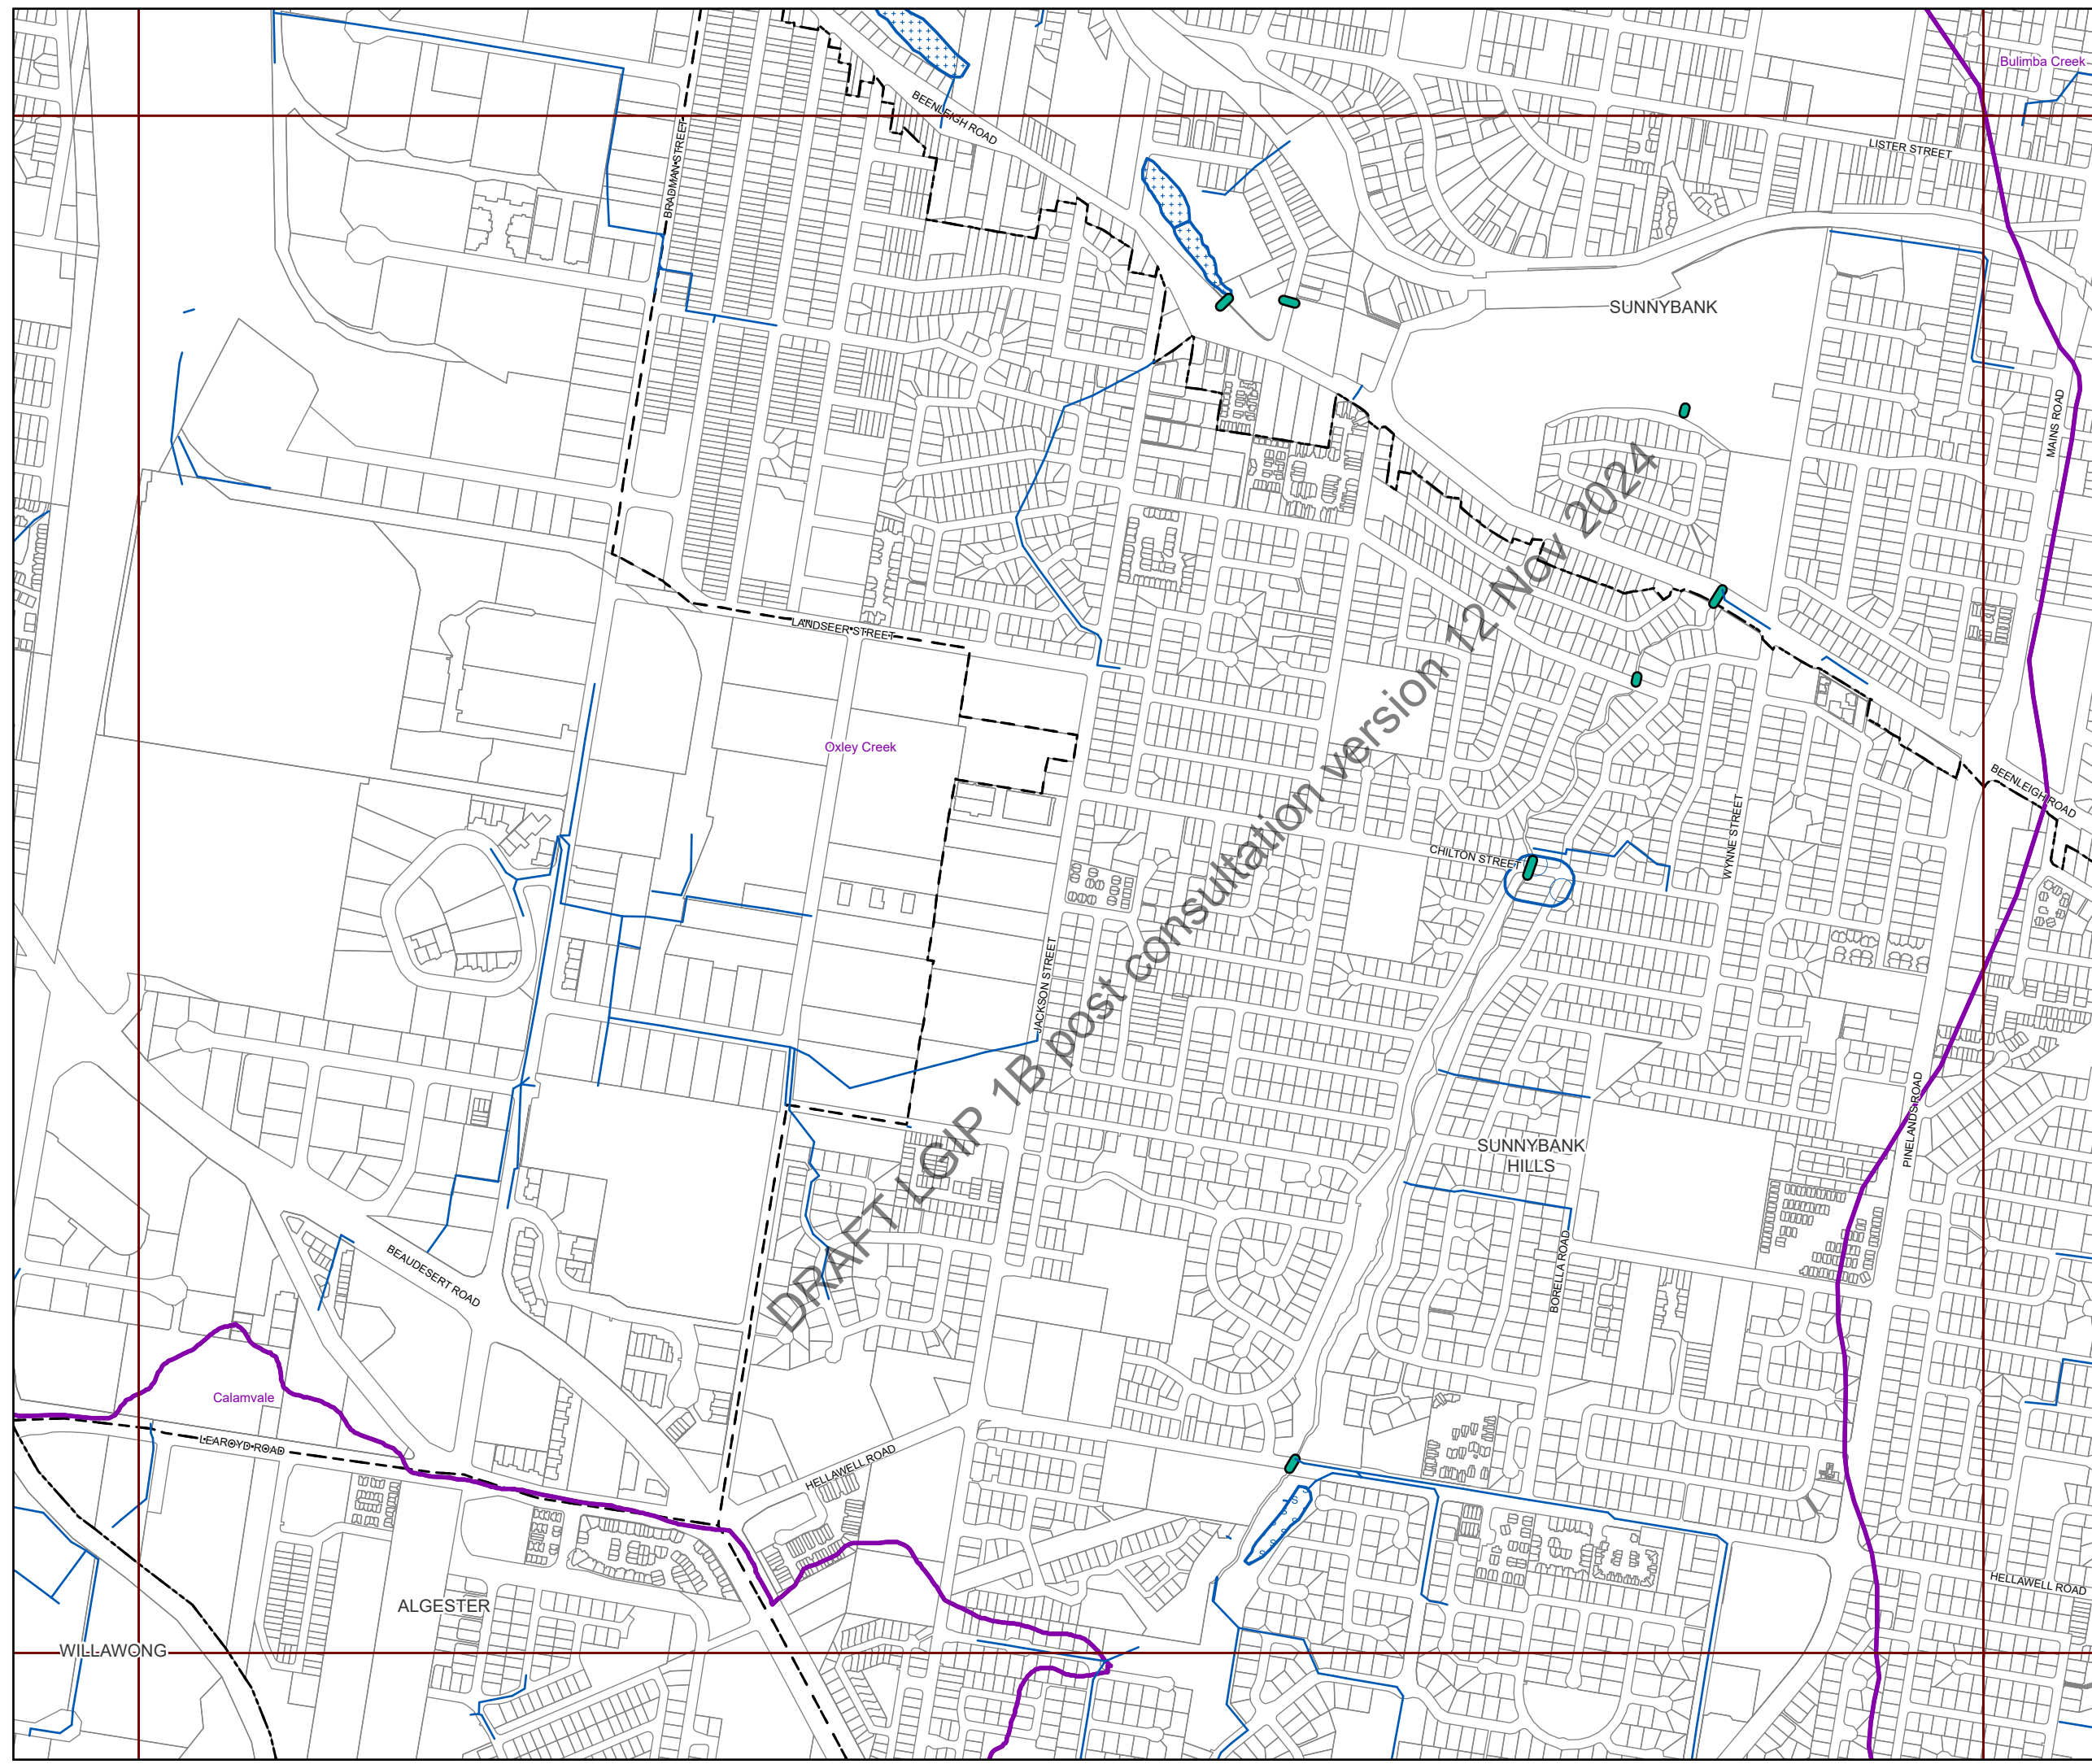 Bulimba Creek
BEENLEIGH ROAD
BRADMAN STREET
LISTER STREET
SUNNYBANK
MAINS ROAD
LANDSEER STREET
Oxley Creek
BEENLEIGH ROAD
WYNNE STREET
CHILTON STREET
JACKSON STREET
DRAFT LGIP 1B post consultation version 12 Nov 2024
PINELANDS ROAD
SUNNYBANK
HILLS
BORELLA ROAD
BEAUDESERT ROAD
Calamvale
LEAROYD ROAD
HELLAWELL ROAD
HELLAWELL ROAD
ALGESTER
WILLAWONG